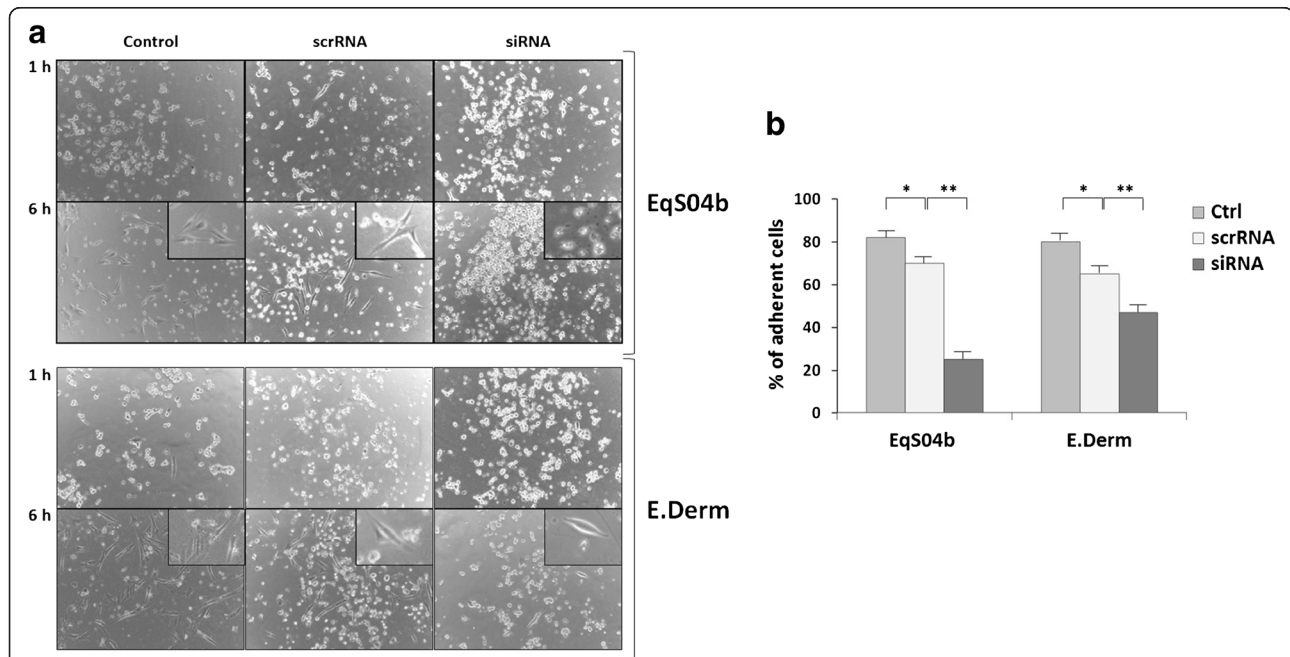 a
Control scrRNA siRNA
1 h
6 h
EqS04b
1 h
6 h
E.Derm
b
* ** * **
100
80
60
40
20
0
% of adherent cells
EqS04b E.Derm
Ctrl
scrRNA
siRNA